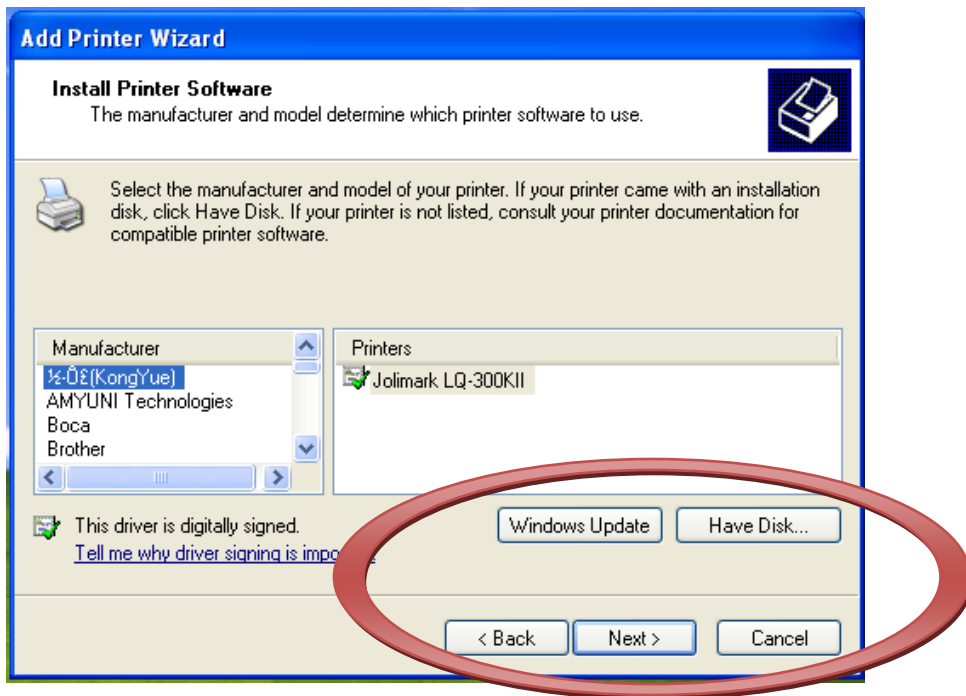 Add Printer Wizard
Install Printer Software
The manufacturer and model determine which printer software to use.
Select the manufacturer and model of your printer. If your printer came with an installation
disk, click Have Disk. If your printer is not listed, consult your printer documentation for
compatible printer software.
Manufacturer
½-Õ£(KongYue)
AMYUNI Technologies
Boca
Brother
Printers
Jolimark LQ-300KII
This driver is digitally signed.
Tell me why driver signing is
Windows Update
Have Disk...
< Back
Next >
Cancel